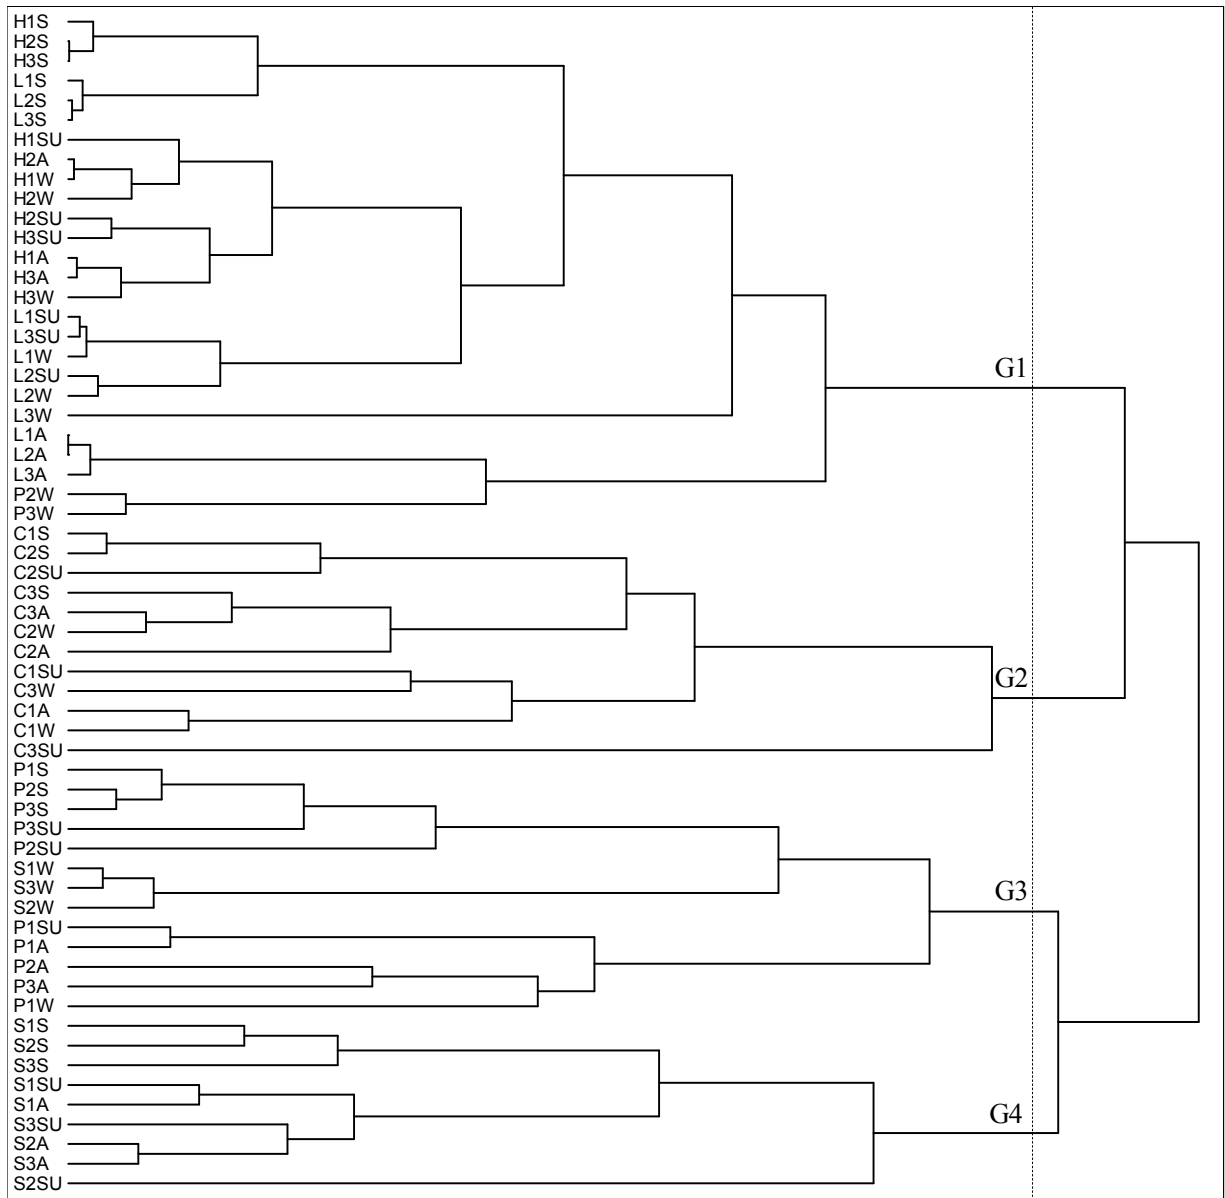 H1S
H2S
H3S
L1S
L2S
L3S
H1SU
H2A
H1W
H2W
H2SU
H3SU
H1A
H3A
H3W
L1SU
L3SU
L1W
G1
L2SU
L2W
L3W
L1A
L2A
L3A
P2W
P3W
C1S
C2S
C2SU
C3S
C3A
C2W
C2A
C1SU
G2
C3W
C1A
C1W
C3SU
P1S
P2S
P3S
P3SU
P2SU
S1W
S3W
G3
S2W
P1SU
P1A
P2A
P3A
P1W
S1S
S2S
S3S
S1SU
S1A
G4
S3SU
S2A
S3A
S2SU